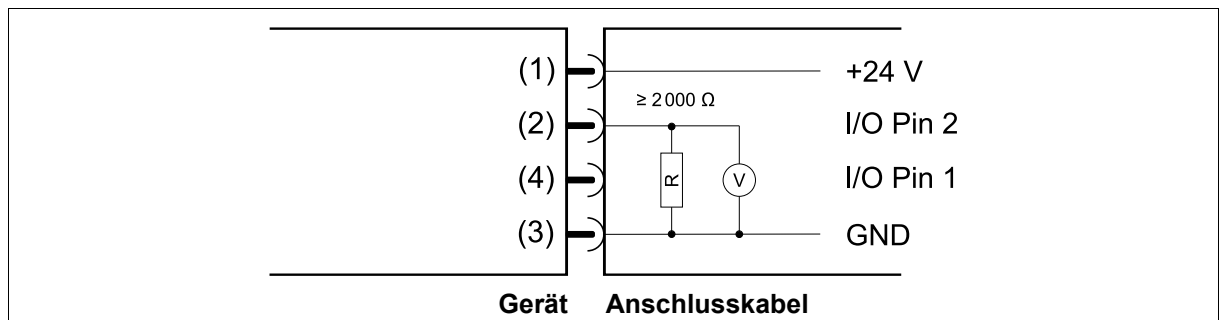 (1) +24 V
≥ 2 000 Ω
(2) I/O Pin 2
(4) R V I/O Pin 1
(3) GND
Gerät Anschlusskabel